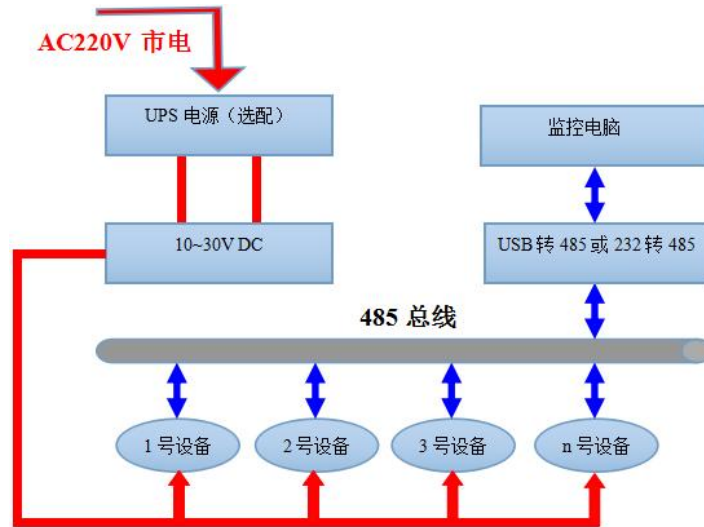 AC220V 市电
UPS 电源（选配）
监控电脑
10~30V DC
USB 转 485 或 232 转 485
485 总线
1 号设备
2 号设备
3 号设备
n 号设备